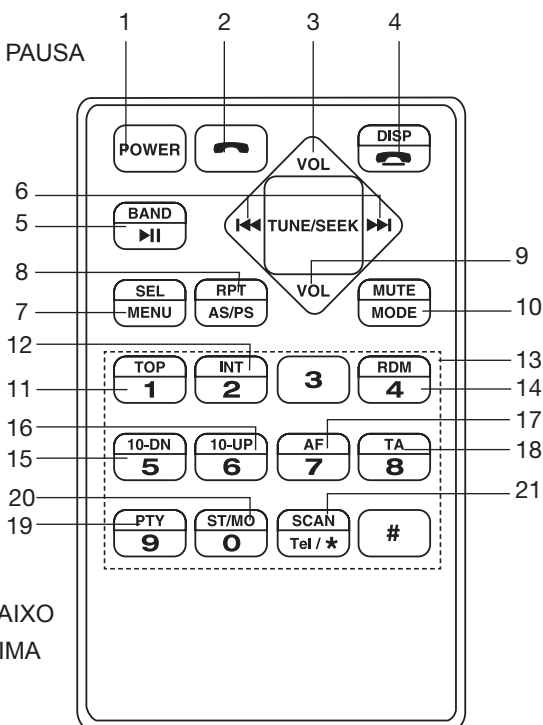 1 2 3 4
PAUSA
DISP
POWER
VOL
6
BAND
TUNE/SEEK
5
8
9
SEL RPT VOL MUTE
7 MENU AS/PS MODE 10
12
13
TOP INT RDM
11 1 2 3 4 14
16 17
10-DN 10-UP AF TA
15 5 6 7 8 18
20 21
PTY ST/MO SCAN
19 9 0 Tel / * #
AIXO
IMA